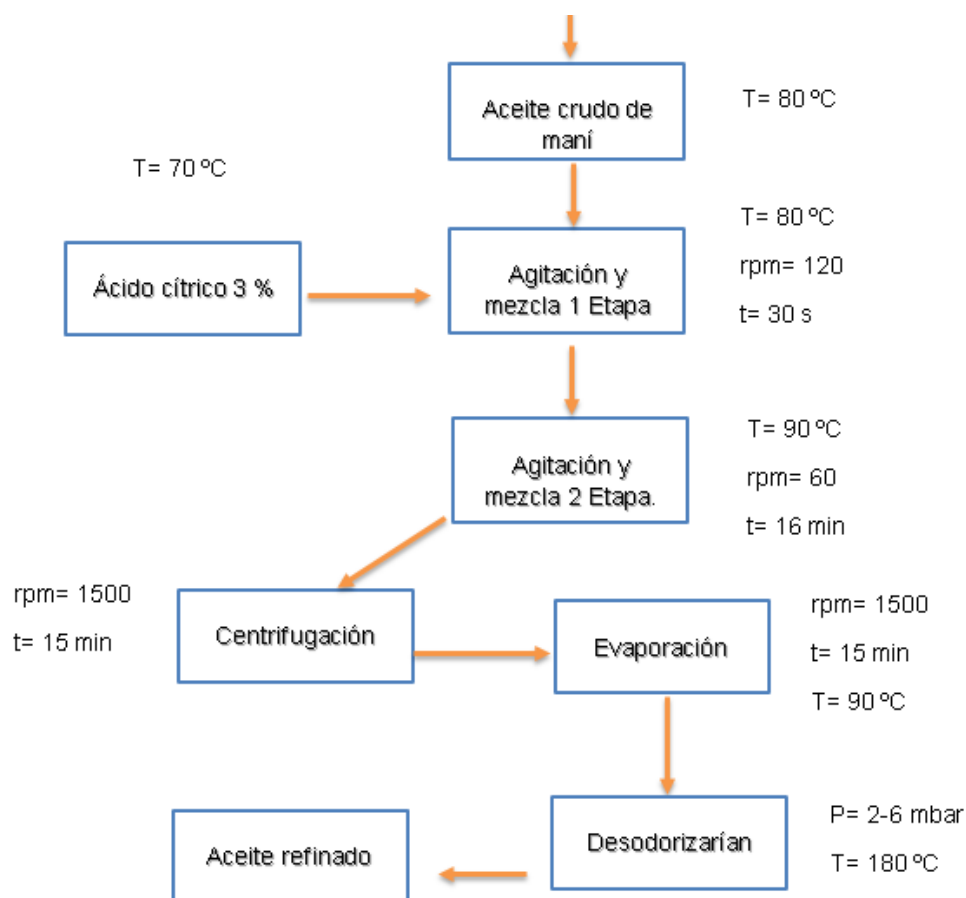 Aceite crudo de
maní
T= 80 ºC
T= 70 ºC
Ácido cítrico 3 %
Agitación y
mezcla 1 Etapa
T= 80 ºC
rpm= 120
t= 30 s
Agitación y
mezcla 2 Etapa.
T= 90 ºC
rpm= 60
t= 16 min
rpm= 1500
t= 15 min
Centrifugación
Evaporación
rpm= 1500
t= 15 min
T= 90 ºC
Desodorizarían
P= 2-6 mbar
T= 180 ºC
Aceite refinado